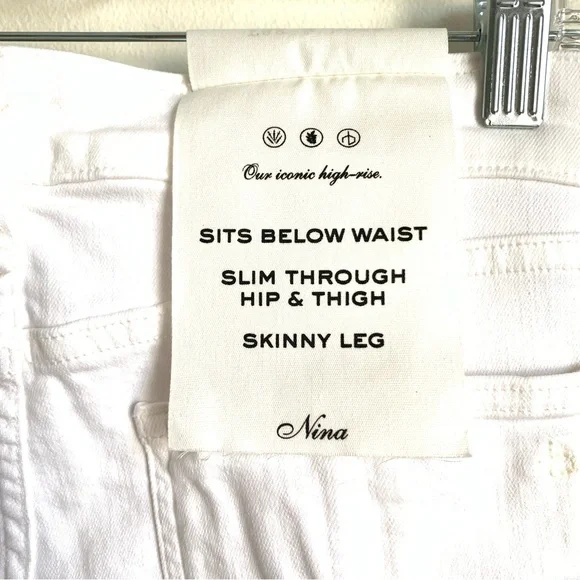 Our iconic high-rise.
SITS BELOW WAIST
SLIM THROUGH
HIP & THIGH
SKINNY LEG
Nina